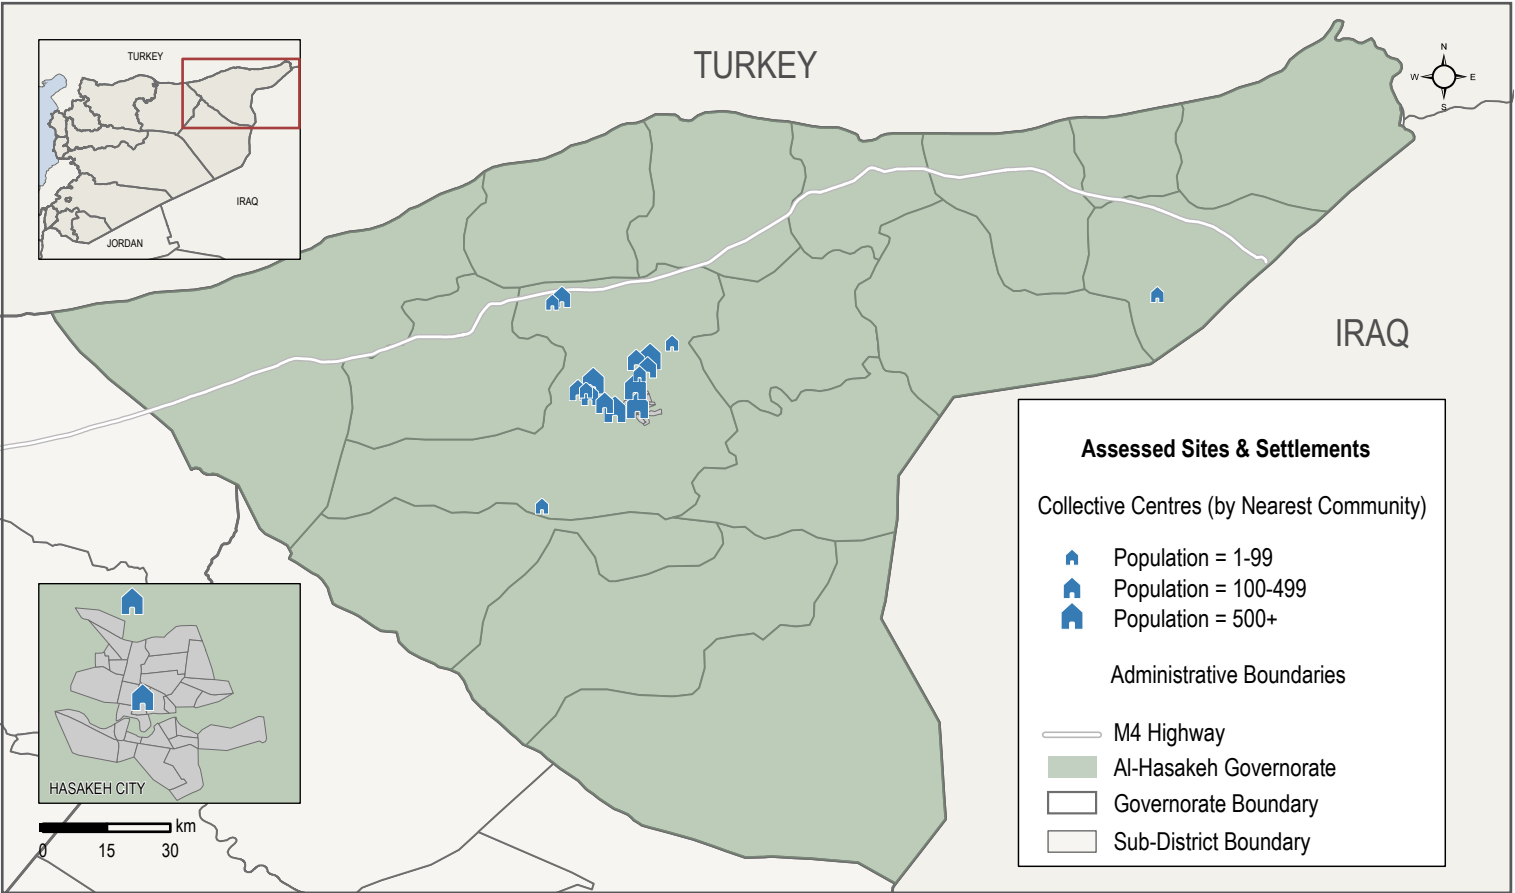 TURKEY
N
W
E
S
TURKEY
IRAQ
JORDAN
IRAQ
Assessed Sites & Settlements
Collective Centres (by Nearest Community)
Population = 1-99
Population = 100-499
Population = 500+
Administrative Boundaries
M4 Highway
Al-Hasakeh Governorate
Governorate Boundary
Sub-District Boundary
HASAKEH CITY
km
0 15 30